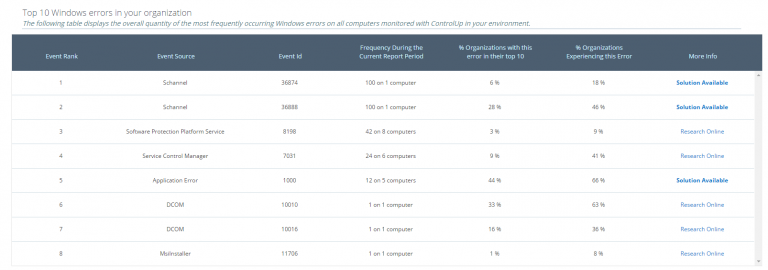 Top 10 Windows errors in your organization
The following table displays the overall quantity of the most frequently occurring Windows errors on all computers monitored with ControlUp in your environment.
Event Rank Event Source Event Id Frequency During the Current Report Period % Organizations with this error in their top 10 % Organizations Experiencing this Error More Info
1 Schannel 36874 100 on 1 computer 6 % 18 % Solution Available
2 Schannel 36888 100 on 1 computer 28 % 46 % Solution Available
3 Software Protection Platform Service 8198 42 on 8 computers 3 % 9 % Research Online
4 Service Control Manager 7031 24 on 6 computers 9 % 41 % Research Online
5 Application Error 1000 12 on 5 computers 44 % 66 % Solution Available
6 DCOM 10010 1 on 1 computer 33 % 63 % Research Online
7 DCOM 10016 1 on 1 computer 16 % 36 % Research Online
8 MsiInstaller 11706 1 on 1 computer 1 % 8 % Research Online